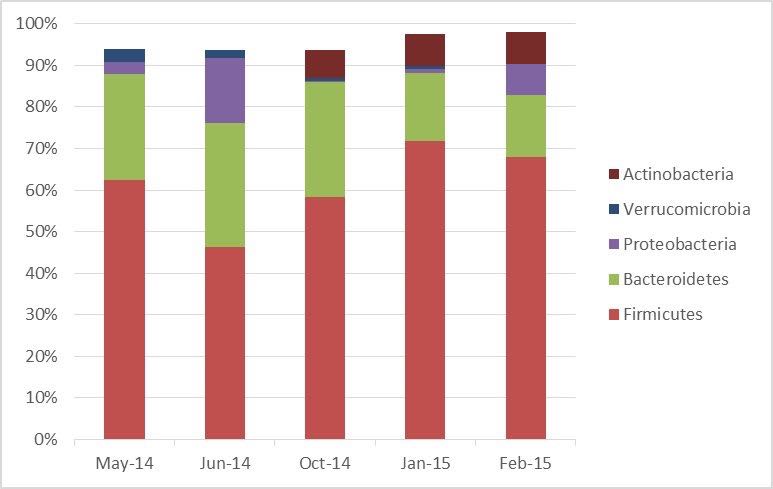 100%
90%
80%
70%
60%
50%
40%
30%
20%
10%
0%
May-14 Jun-14 Oct-14 Jan-15 Feb-15
Actinobacteria
Verrucomicrobia
Proteobacteria
Bacteroidetes
Firmicutes